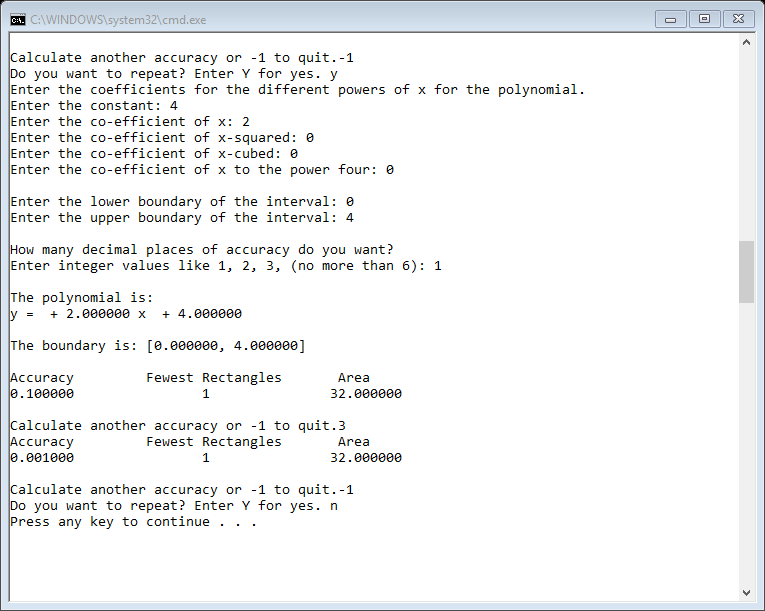 C:\WINDOWS\system32\cmd.exe
Calculate another accuracy or -1 to quit.-1
Do you want to repeat? Enter Y for yes. y
Enter the coefficients for the different powers of x for the polynomial.
Enter the constant: 4
Enter the co-efficient of x: 2
Enter the co-efficient of x-squared: 0
Enter the co-efficient of x-cubed: 0
Enter the co-efficient of x to the power four: 0
Enter the lower boundary of the interval: 0
Enter the upper boundary of the interval: 4
How many decimal places of accuracy do you want?
Enter integer values like 1, 2, 3, (no more than 6): 1
The polynomial is:
y =  + 2.000000 x  + 4.000000
The boundary is: [0.000000, 4.000000]
Accuracy         Fewest Rectangles       Area
0.100000                1               32.000000
Calculate another accuracy or -1 to quit.3
Accuracy         Fewest Rectangles       Area
0.001000                1               32.000000
Calculate another accuracy or -1 to quit.-1
Do you want to repeat? Enter Y for yes. n
Press any key to continue . . .